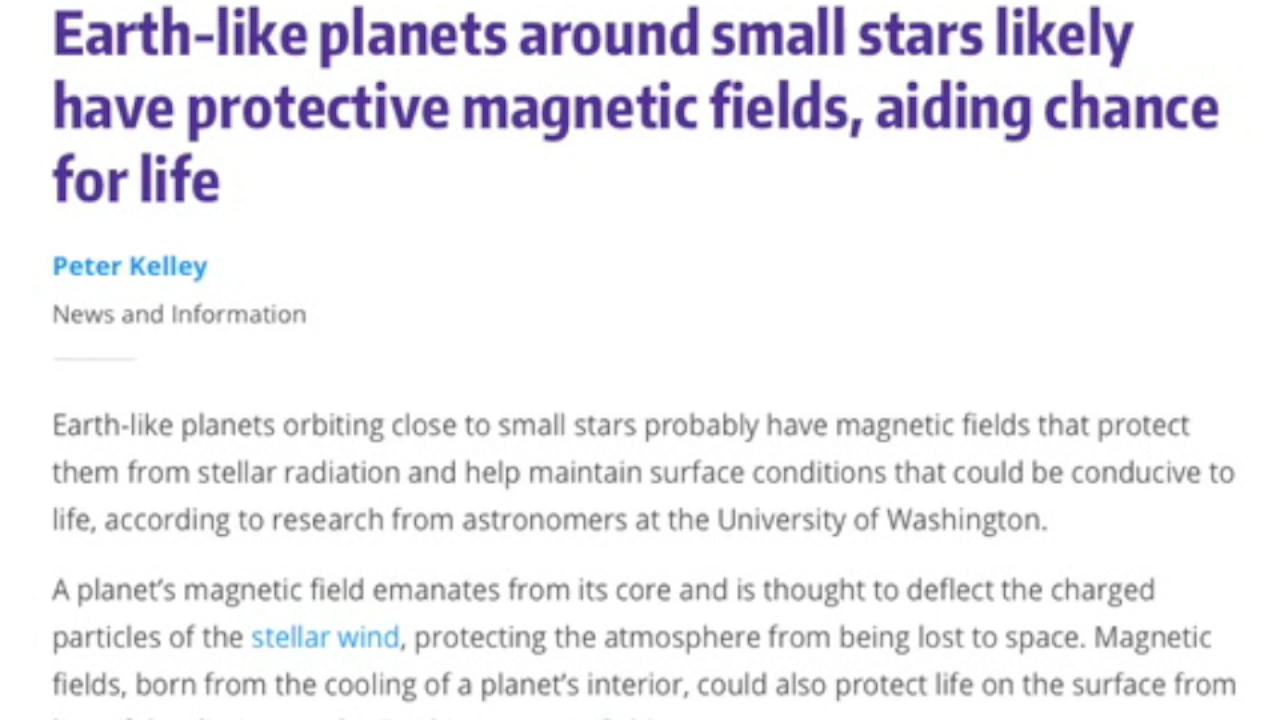 Earth-like planets around small stars likely
have protective magnetic fields, aiding chance
for life
Peter Kelley
News and Information
Earth-like planets orbiting close to small stars probably have magnetic fields that protect
them from stellar radiation and help maintain surface conditions that could be conducive to
life, according to research from astronomers at the University of Washington.
A planet’s magnetic field emanates from its core and is thought to deflect the charged
particles of the stellar wind, protecting the atmosphere from being lost to space. Magnetic
fields, born from the cooling of a planet’s interior, could also protect life on the surface from